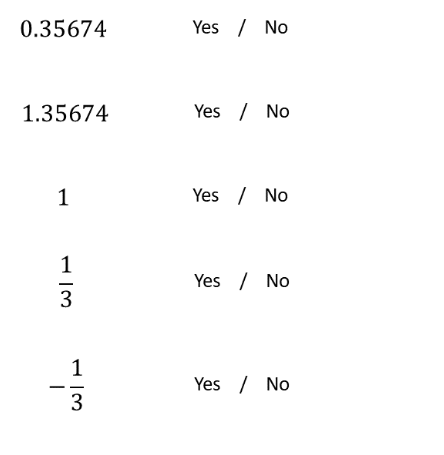 0.35674 Yes / No
1.35674 Yes / No
1 Yes / No
1/3 Yes / No
−1/3 Yes / No